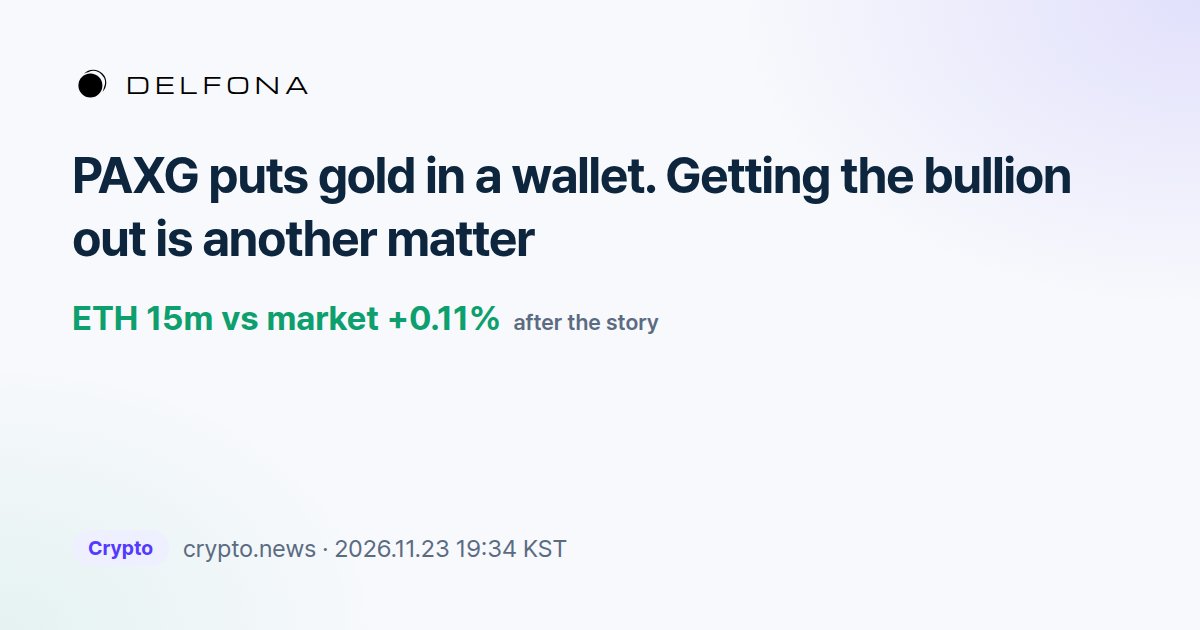 DELFONA
PAXG puts gold in a wallet. Getting the bullion
out is another matter
ETH 15m vs market +0.11% after the story
Crypto crypto.news · 2026.11.23 19:34 KST